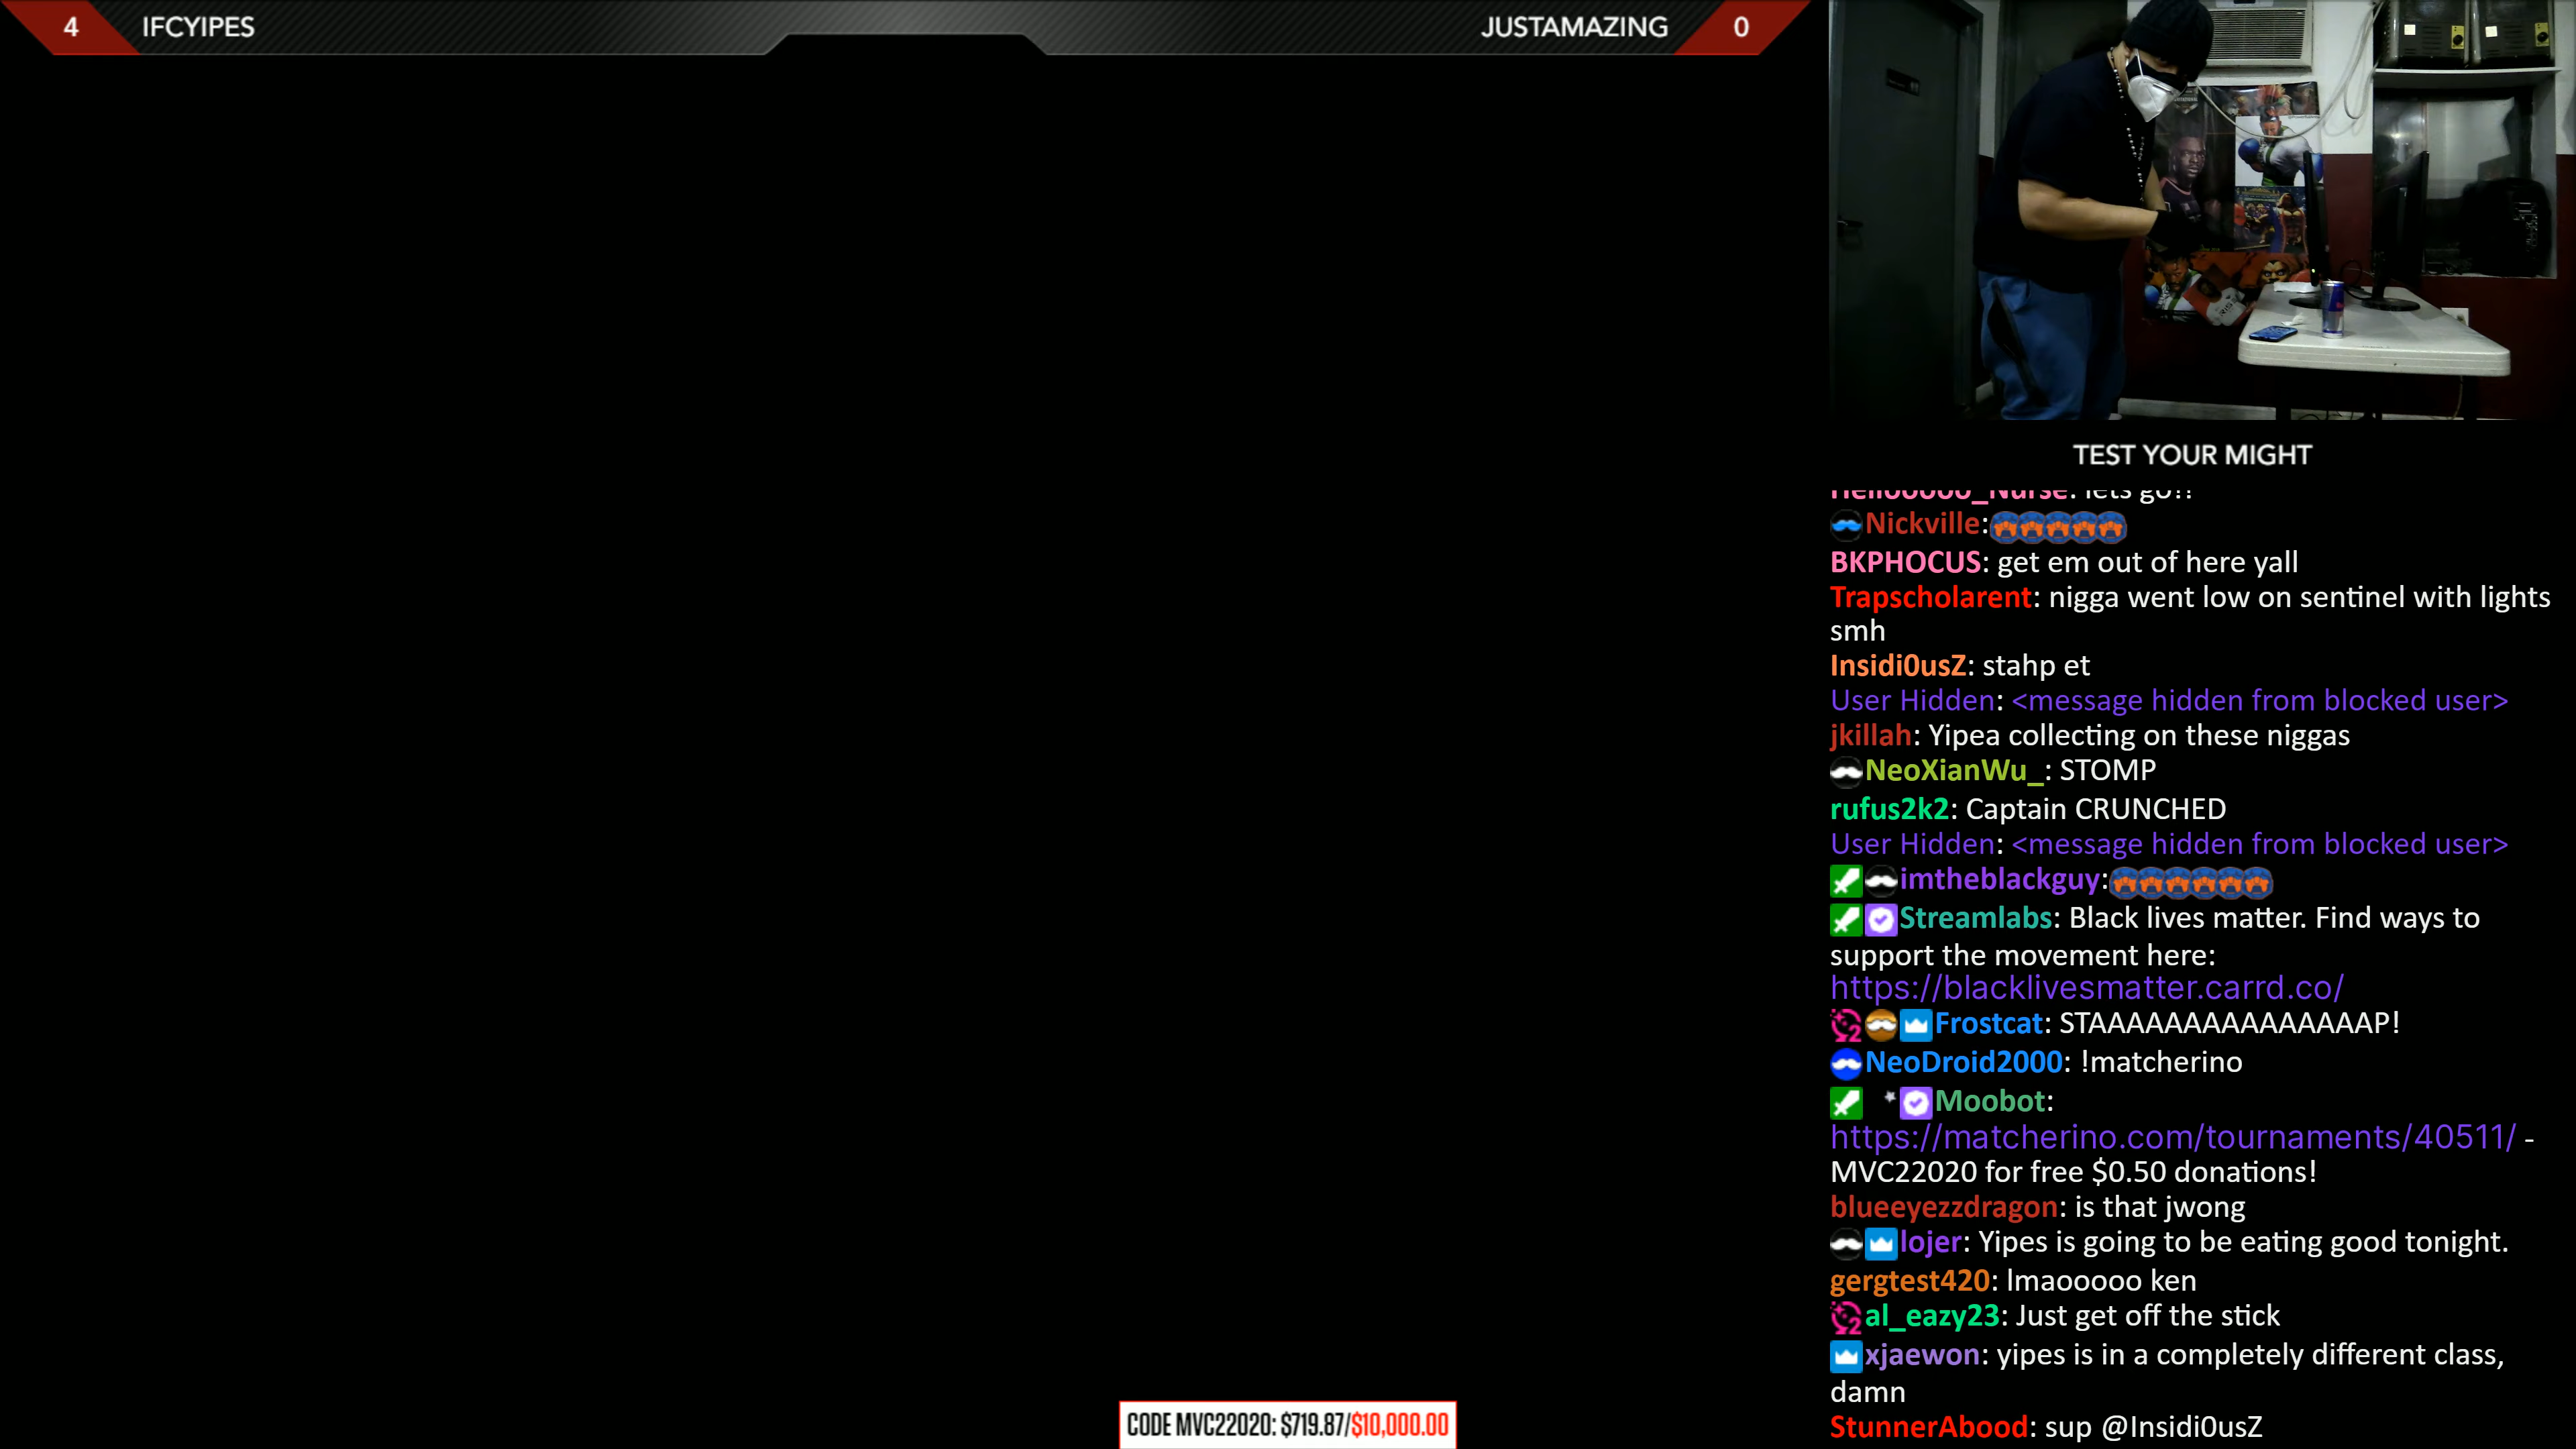 4 IFCYIPES JUSTAMAZING 0
TEST YOUR MIGHT
Hellooooo_Nurse: lets go!!
Nickville:
BKPHOCUS: get em out of here yall
Trapscholarent: nigga went low on sentinel with lights
smh
Insidi0usZ: stahp et
User Hidden: <message hidden from blocked user>
jkillah: Yipea collecting on these niggas
NeoXianWu_: STOMP
rufus2k2: Captain CRUNCHED
User Hidden: <message hidden from blocked user>
imtheblackguy:
Streamlabs: Black lives matter. Find ways to
support the movement here:
https://blacklivesmatter.carrd.co/
Frostcat: STAAAAAAAAAAAAAAAP!
NeoDroid2000: !matcherino
Moobot:
https://matcherino.com/tournaments/40511/ -
MVC22020 for free $0.50 donations!
blueeyezzdragon: is that jwong
lojer: Yipes is going to be eating good tonight.
gergtest420: lmaooooo ken
al_eazy23: Just get off the stick
xjaewon: yipes is in a completely different class,
damn
StunnerAbood: sup @Insidi0usZ
CODE MVC22020: $719.87/$10,000.00